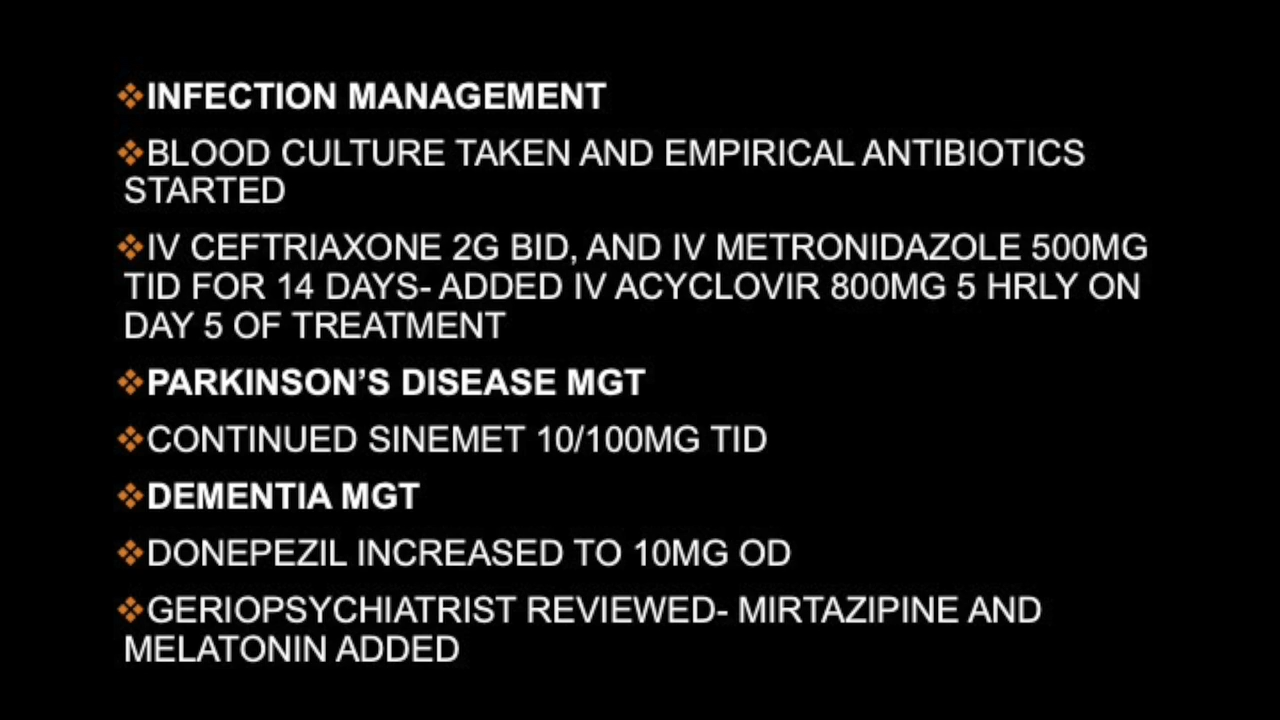 ❖INFECTION MANAGEMENT
❖BLOOD CULTURE TAKEN AND EMPIRICAL ANTIBIOTICS
STARTED
❖IV CEFTRIAXONE 2G BID, AND IV METRONIDAZOLE 500MG
TID FOR 14 DAYS- ADDED IV ACYCLOVIR 800MG 5 HRLY ON
DAY 5 OF TREATMENT
❖PARKINSON’S DISEASE MGT
❖CONTINUED SINEMET 10/100MG TID
❖DEMENTIA MGT
❖DONEPEZIL INCREASED TO 10MG OD
❖GERIOPSYCHIATRIST REVIEWED- MIRTAZIPINE AND
MELATONIN ADDED